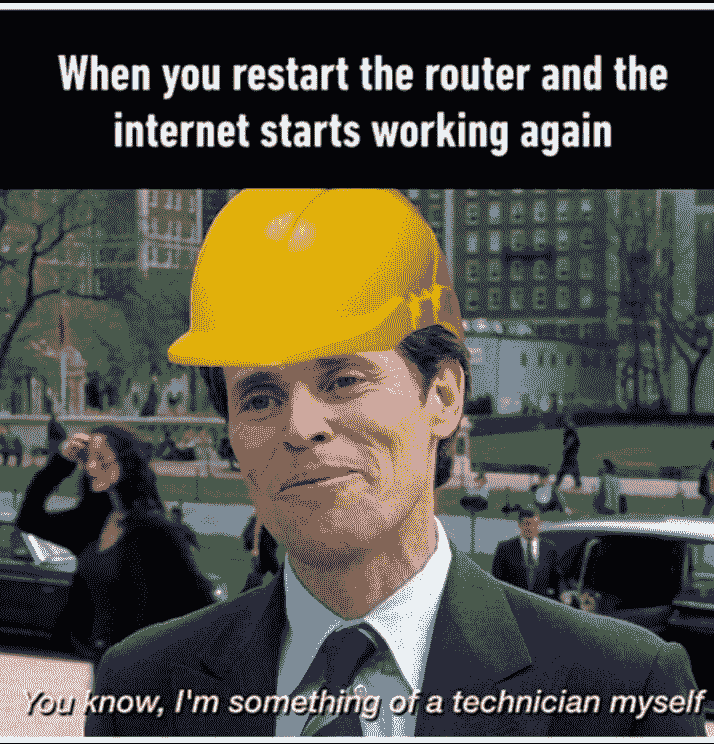 When you restart the router and the
internet starts working again
You know, I'm something of a technician myself